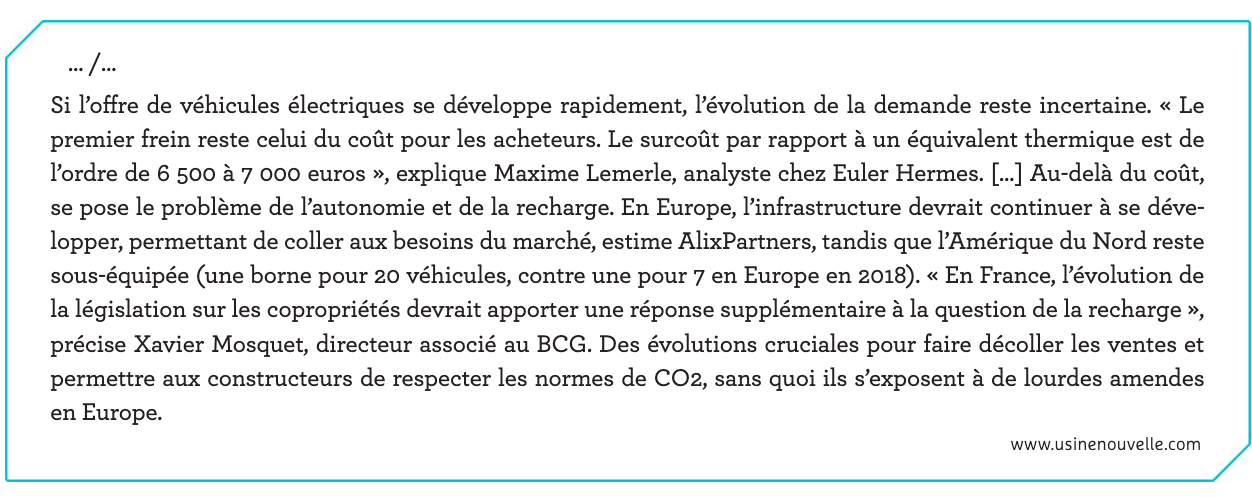 ... /...
Si l’offre de véhicules électriques se développe rapidement, l’évolution de la demande reste incertaine. « Le
premier frein reste celui du coût pour les acheteurs. Le surcoût par rapport à un équivalent thermique est de
l’ordre de 6 500 à 7 000 euros », explique Maxime Lemerle, analyste chez Euler Hermes. [...] Au-delà du coût,
se pose le problème de l’autonomie et de la recharge. En Europe, l’infrastructure devrait continuer à se déve-
lopper, permettant de coller aux besoins du marché, estime AlixPartners, tandis que l’Amérique du Nord reste
sous-équipée (une borne pour 20 véhicules, contre une pour 7 en Europe en 2018). « En France, l’évolution de
la législation sur les copropriétés devrait apporter une réponse supplémentaire à la question de la recharge »,
précise Xavier Mosquet, directeur associé au BCG. Des évolutions cruciales pour faire décoller les ventes et
permettre aux constructeurs de respecter les normes de CO2, sans quoi ils s’exposent à de lourdes amendes
en Europe.
www.usinenouvelle.com